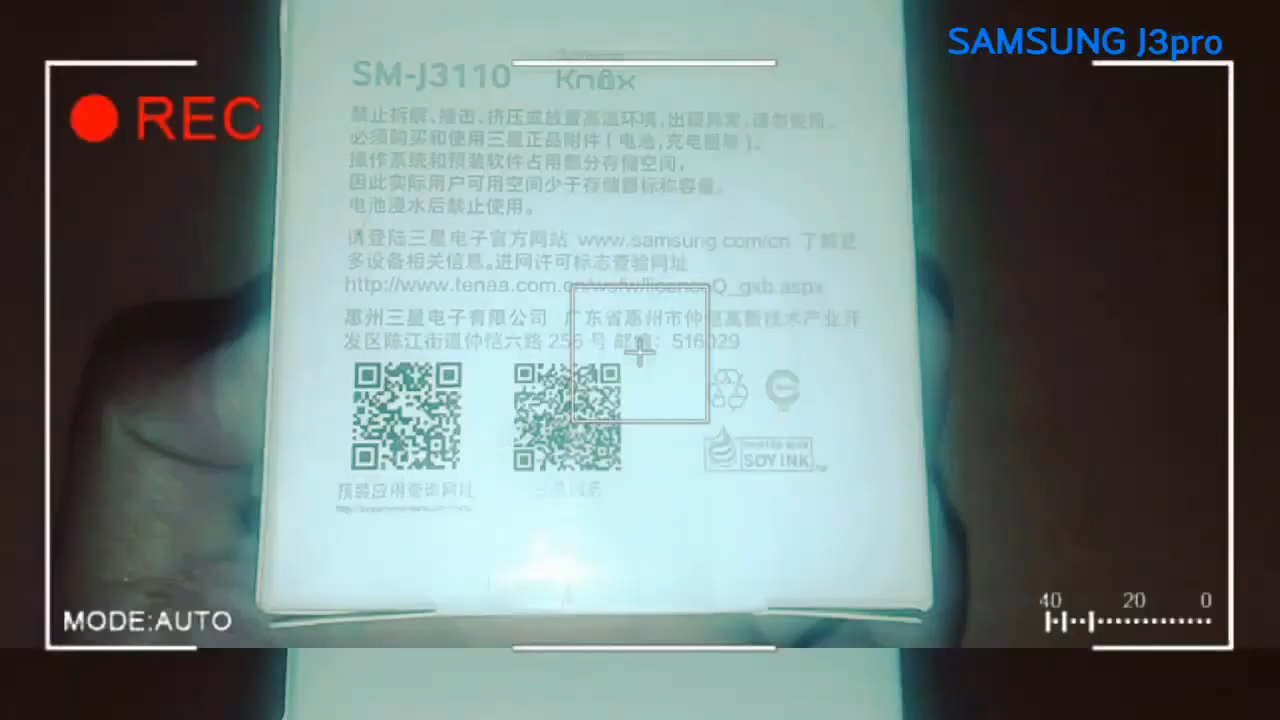 SAMSUNG J3pro
REC
SM-J3110 Knox
禁止拆解、撞击、挤压或放置高温环境,出现异常,请勿使用。
必须购买和使用三星正品附件(电池,充电器等)。
操作系统和预装软件占用部分存储空间,
因此实际用户可用空间少于存储器标称容量。
电池浸水后禁止使用。
请登陆三星电子官方网站 www.samsung.com/cn 了解更
多设备相关信息。进网许可标志查验网址
http://www.tenaa.com.cn/wsfw/licenceQ_gxb.aspx
惠州三星电子有限公司 广东省惠州市仲恺高新技术产业开
发区陈江街道仲恺六路 256 号 邮编: 516029
PRINTED WITH
SOY INK
TM
预装应用查询网址
MODE:AUTO
40 20 0